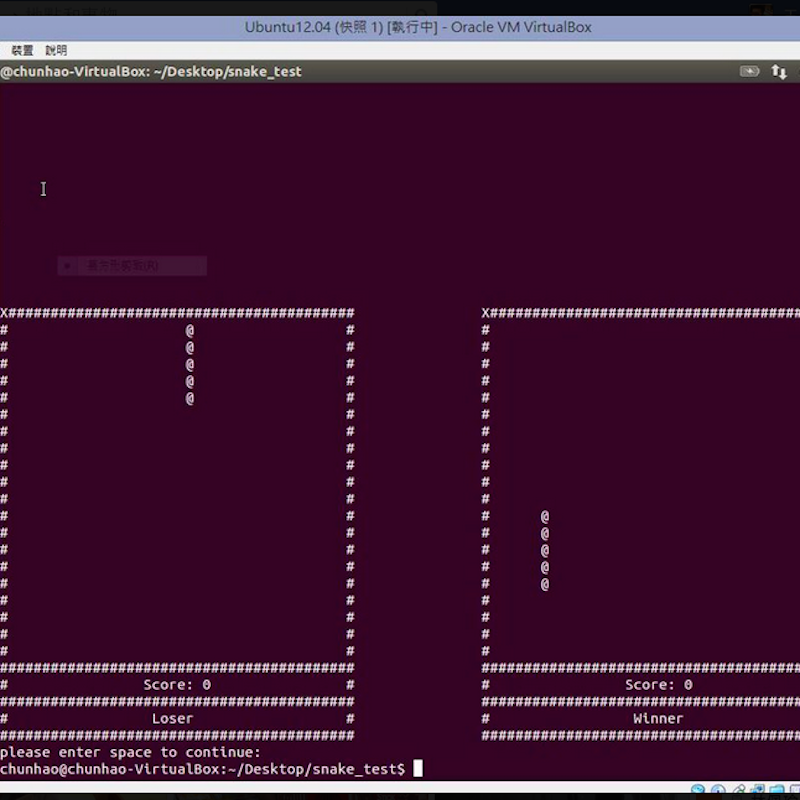 Ubuntu12.04 (快照 1) [執行中] - Oracle VM VirtualBox
裝置 說明
@chunhao-VirtualBox: ~/Desktop/snake_test
X######################################### X######################################
# @ # #
# @ # #
# @ # #
# @ # #
# @ # #
# # #
# # #
# # #
# # #
# # #
# # #
# # # @
# # # @
# # # @
# # # @
# # # @
# # #
# # #
# # #
# # #
########################################## ######################################
# Score: 0 # # Score: 0
########################################## ######################################
# Loser # # Winner
########################################## ######################################
please enter space to continue:
chunhao@chunhao-VirtualBox:~/Desktop/snake_test$